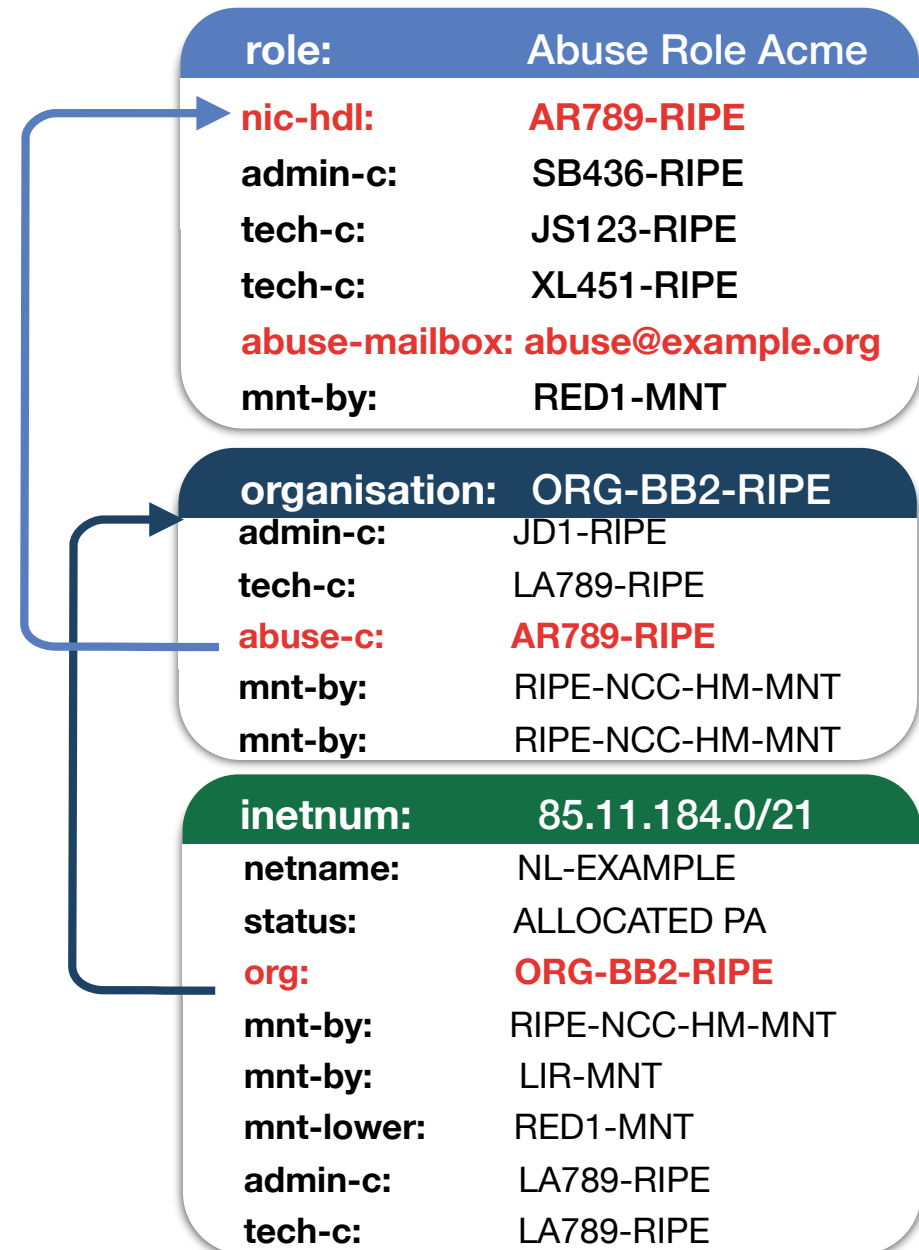 role: Abuse Role Acme
nic-hdl: AR789-RIPE
admin-c: SB436-RIPE
tech-c: JS123-RIPE
tech-c: XL451-RIPE
abuse-mailbox: abuse@example.org
mnt-by: RED1-MNT
organisation: ORG-BB2-RIPE
admin-c: JD1-RIPE
tech-c: LA789-RIPE
abuse-c: AR789-RIPE
mnt-by: RIPE-NCC-HM-MNT
mnt-by: RIPE-NCC-HM-MNT
inetnum: 85.11.184.0/21
netname: NL-EXAMPLE
status: ALLOCATED PA
org: ORG-BB2-RIPE
mnt-by: RIPE-NCC-HM-MNT
mnt-by: LIR-MNT
mnt-lower: RED1-MNT
admin-c: LA789-RIPE
tech-c: LA789-RIPE